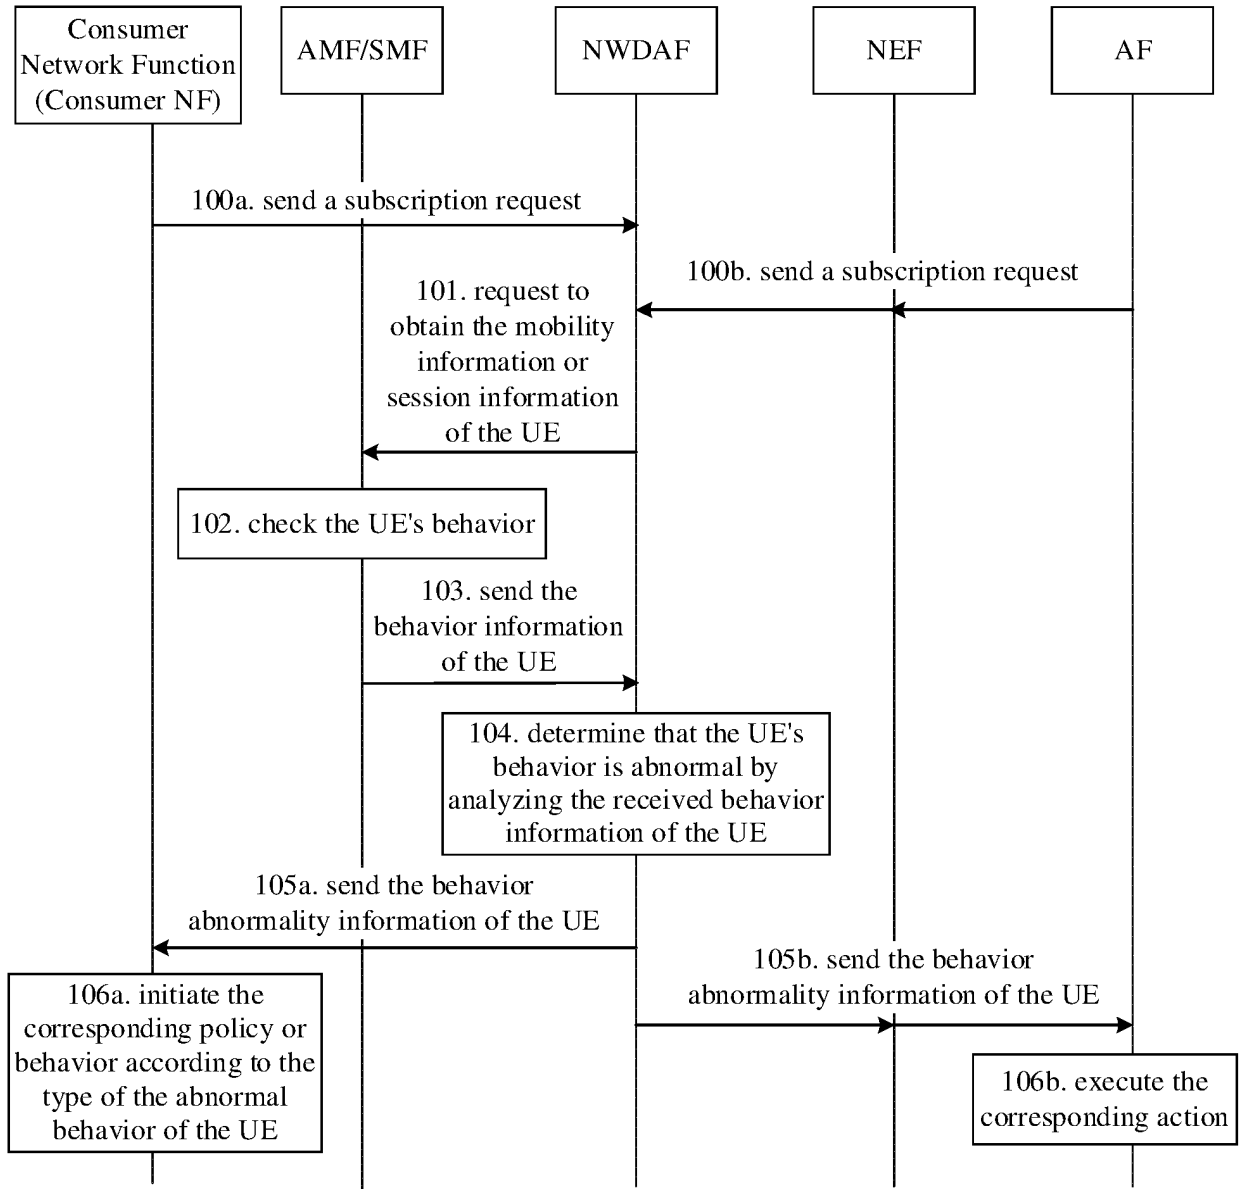 Consumer
Network Function
(Consumer NF)
AMF/SMF
NWDAF
NEF
AF
100a. send a subscription request
100b. send a subscription request
101. request to
obtain the mobility
information or
session information
of the UE
102. check the UE's behavior
103. send the
behavior information
of the UE
104. determine that the UE's
behavior is abnormal by
analyzing the received behavior
information of the UE
105a. send the behavior
abnormality information of the UE
105b. send the behavior
abnormality information of the UE
106a. initiate the
corresponding policy or
behavior according to the
type of the abnormal
behavior of the UE
106b. execute the
corresponding action